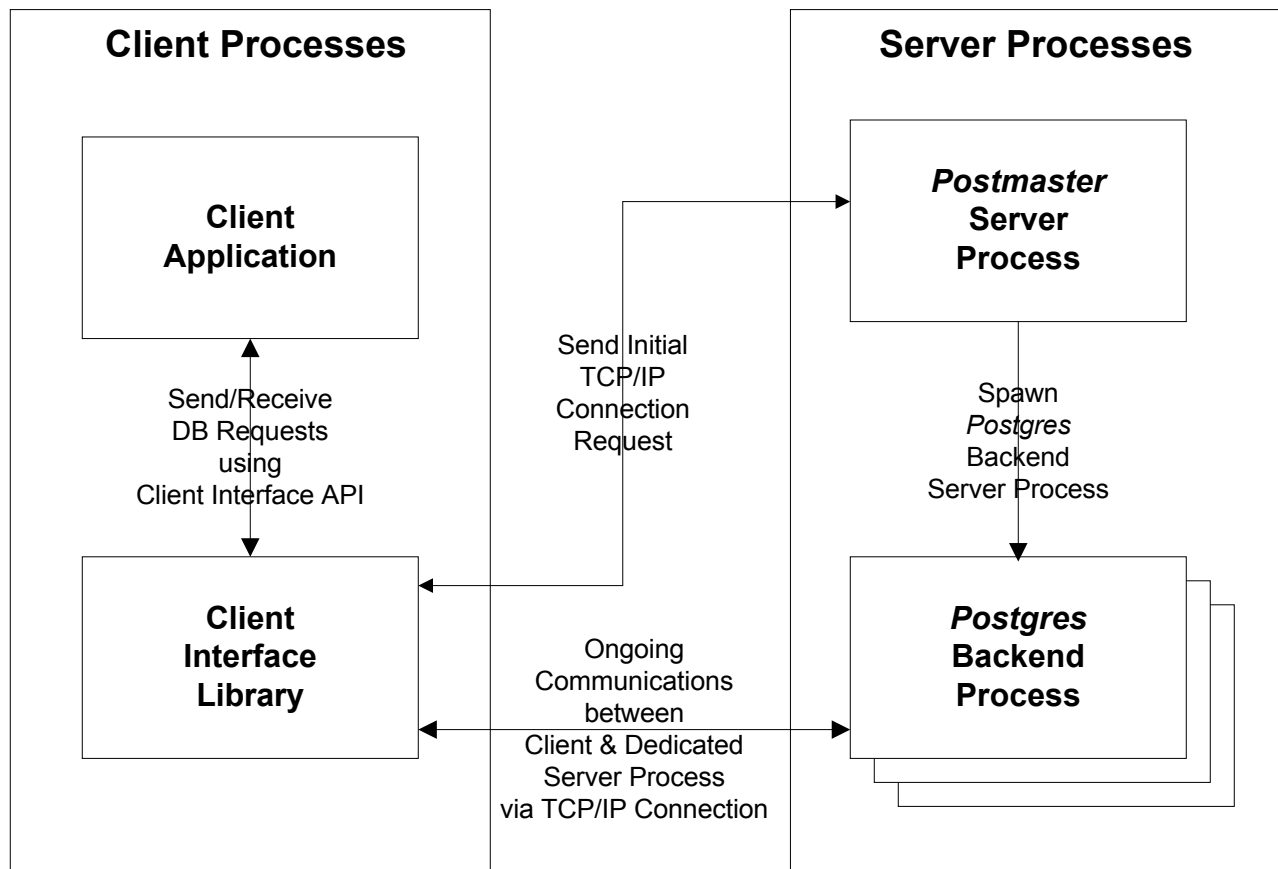 Client Processes
Client
Application
Send/Receive
DB Requests
using
Client Interface API
Client
Interface
Library
Send Initial
TCP/IP
Connection
Request
Ongoing
Communications
between
Client & Dedicated
Server Process
via TCP/IP Connection
Server Processes
Postmaster
Server
Process
Spawn
Postgres
Backend
Server Process
Postgres
Backend
Process